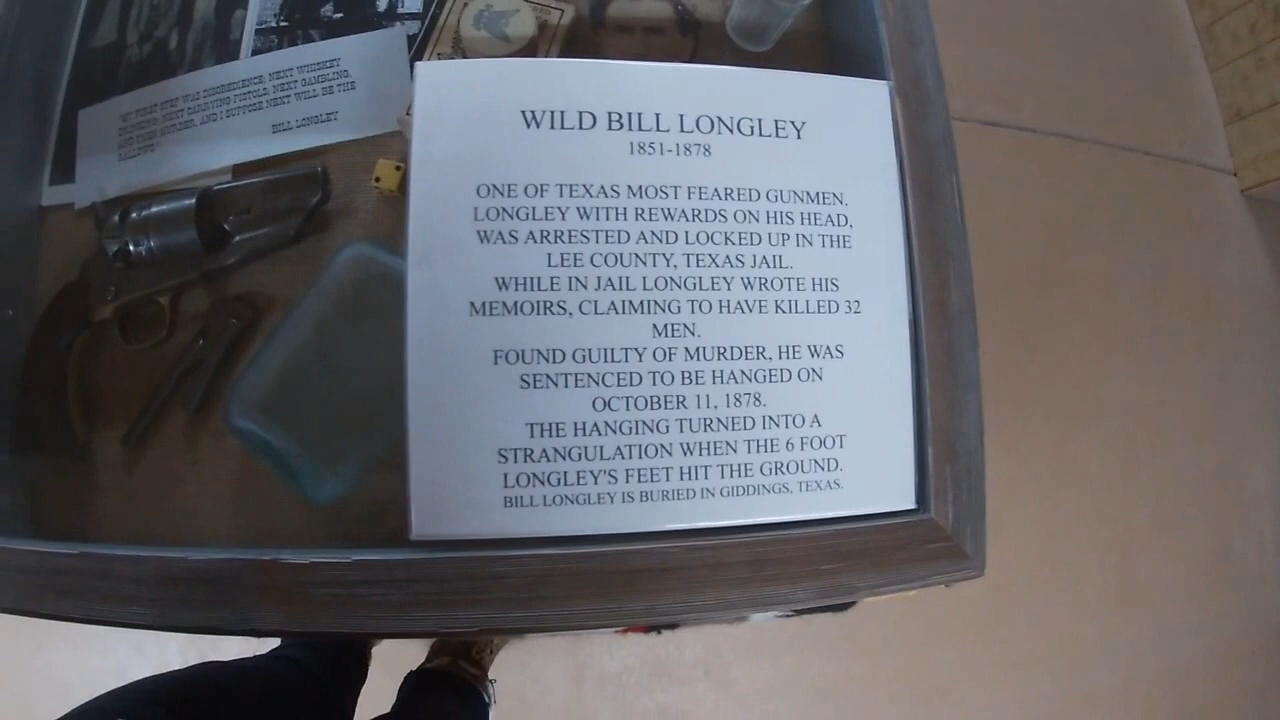 "MY FIRST STEP WAS DISOBEDIENCE; NEXT WHISKEY
DRINKING; NEXT CARRYING PISTOLS; NEXT GAMBLING,
AND THEN MURDER, AND I SUPPOSE NEXT WILL BE THE
GALLOWS."
BILL LONGLEY
WILD BILL LONGLEY
1851-1878
ONE OF TEXAS MOST FEARED GUNMEN.
LONGLEY WITH REWARDS ON HIS HEAD,
WAS ARRESTED AND LOCKED UP IN THE
LEE COUNTY, TEXAS JAIL.
WHILE IN JAIL LONGLEY WROTE HIS
MEMOIRS, CLAIMING TO HAVE KILLED 32
MEN.
FOUND GUILTY OF MURDER, HE WAS
SENTENCED TO BE HANGED ON
OCTOBER 11, 1878.
THE HANGING TURNED INTO A
STRANGULATION WHEN THE 6 FOOT
LONGLEY'S FEET HIT THE GROUND.
BILL LONGLEY IS BURIED IN GIDDINGS, TEXAS.